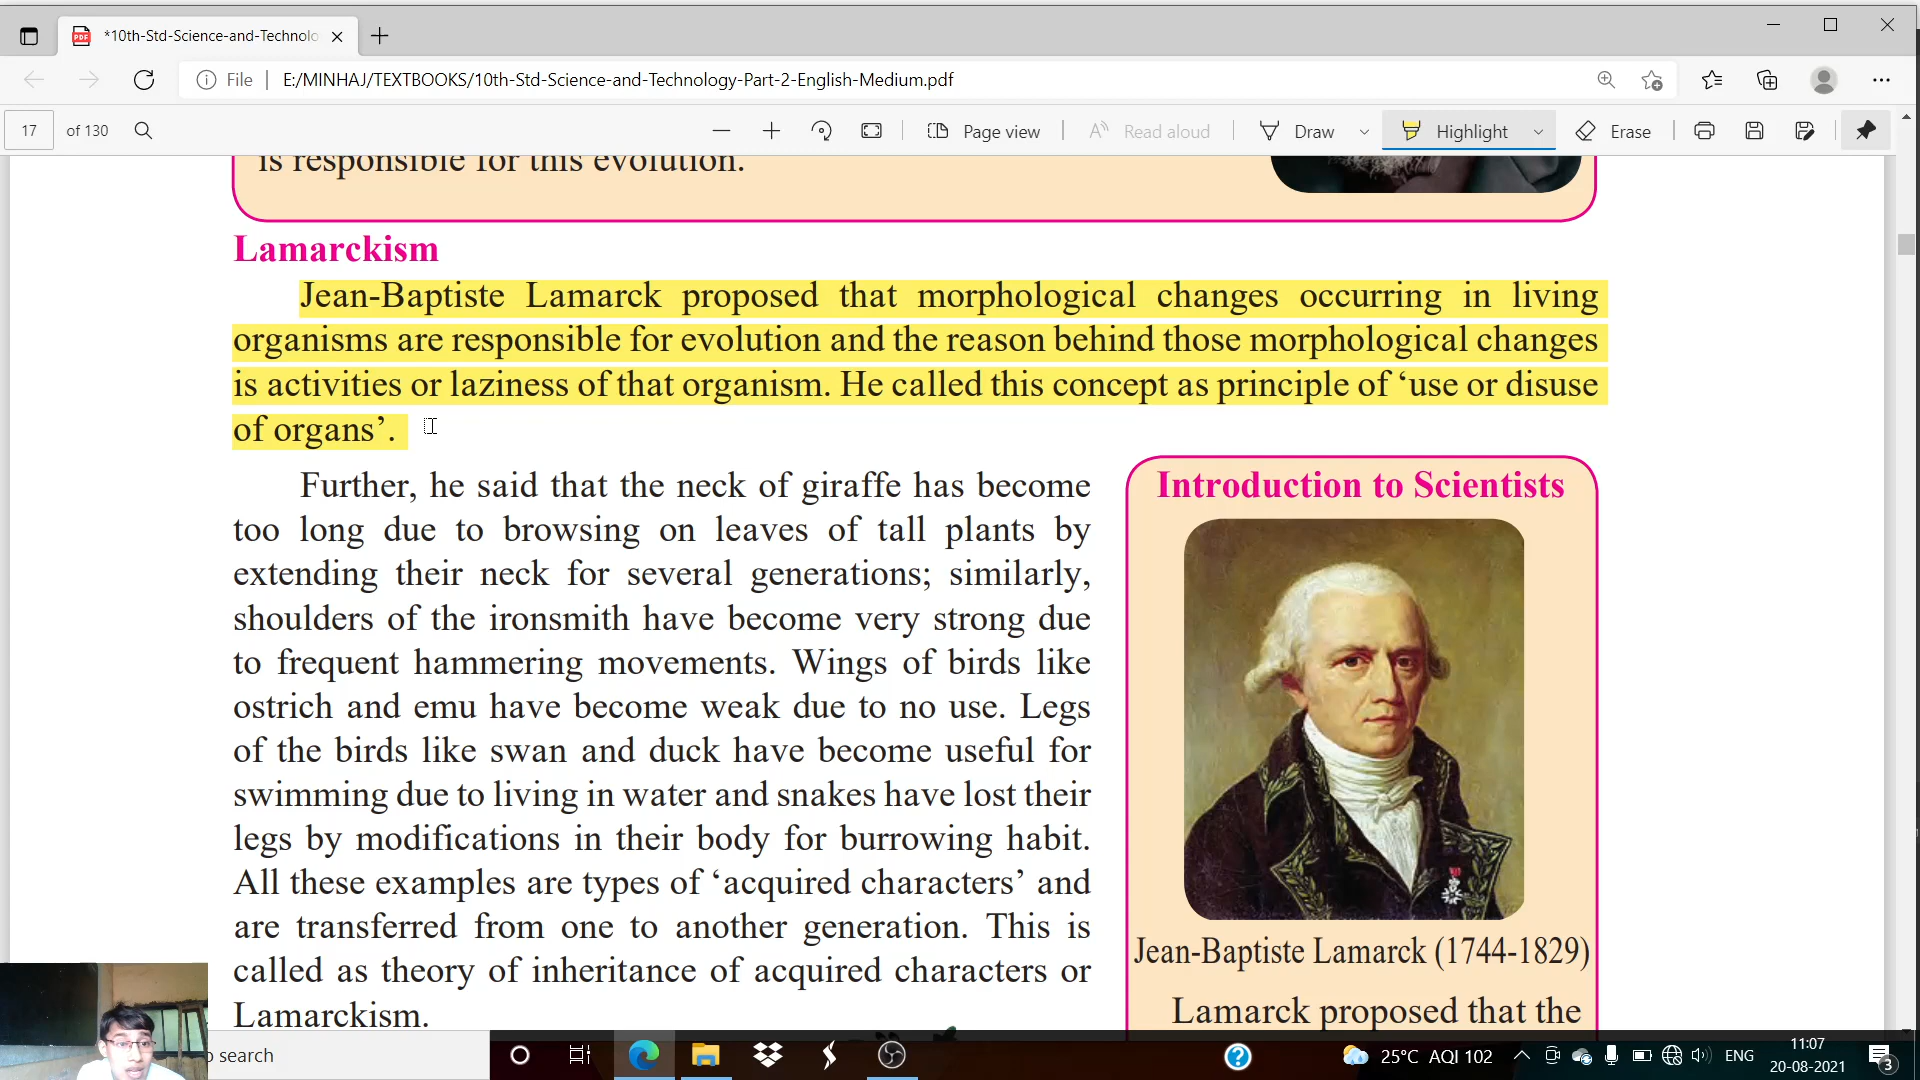 *10th-Std-Science-and-Technolo
File
E:/MINHAJ/TEXTBOOKS/10th-Std-Science-and-Technology-Part-2-English-Medium.pdf
17 of 130
Page view
Read aloud
Draw
Highlight
Erase
is responsible for this evolution.
Lamarckism
Jean-Baptiste Lamarck proposed that morphological changes occurring in living
organisms are responsible for evolution and the reason behind those morphological changes
is activities or laziness of that organism. He called this concept as principle of ‘use or disuse
of organs’.
Further, he said that the neck of giraffe has become
too long due to browsing on leaves of tall plants by
extending their neck for several generations; similarly,
shoulders of the ironsmith have become very strong due
to frequent hammering movements. Wings of birds like
ostrich and emu have become weak due to no use. Legs
of the birds like swan and duck have become useful for
swimming due to living in water and snakes have lost their
legs by modifications in their body for burrowing habit.
All these examples are types of ‘acquired characters’ and
are transferred from one to another generation. This is
called as theory of inheritance of acquired characters or
Lamarckism.
Introduction to Scientists
Jean-Baptiste Lamarck (1744-1829)
Lamarck proposed that the
search
25°C AQI 102
ENG
11:07
20-08-2021
3